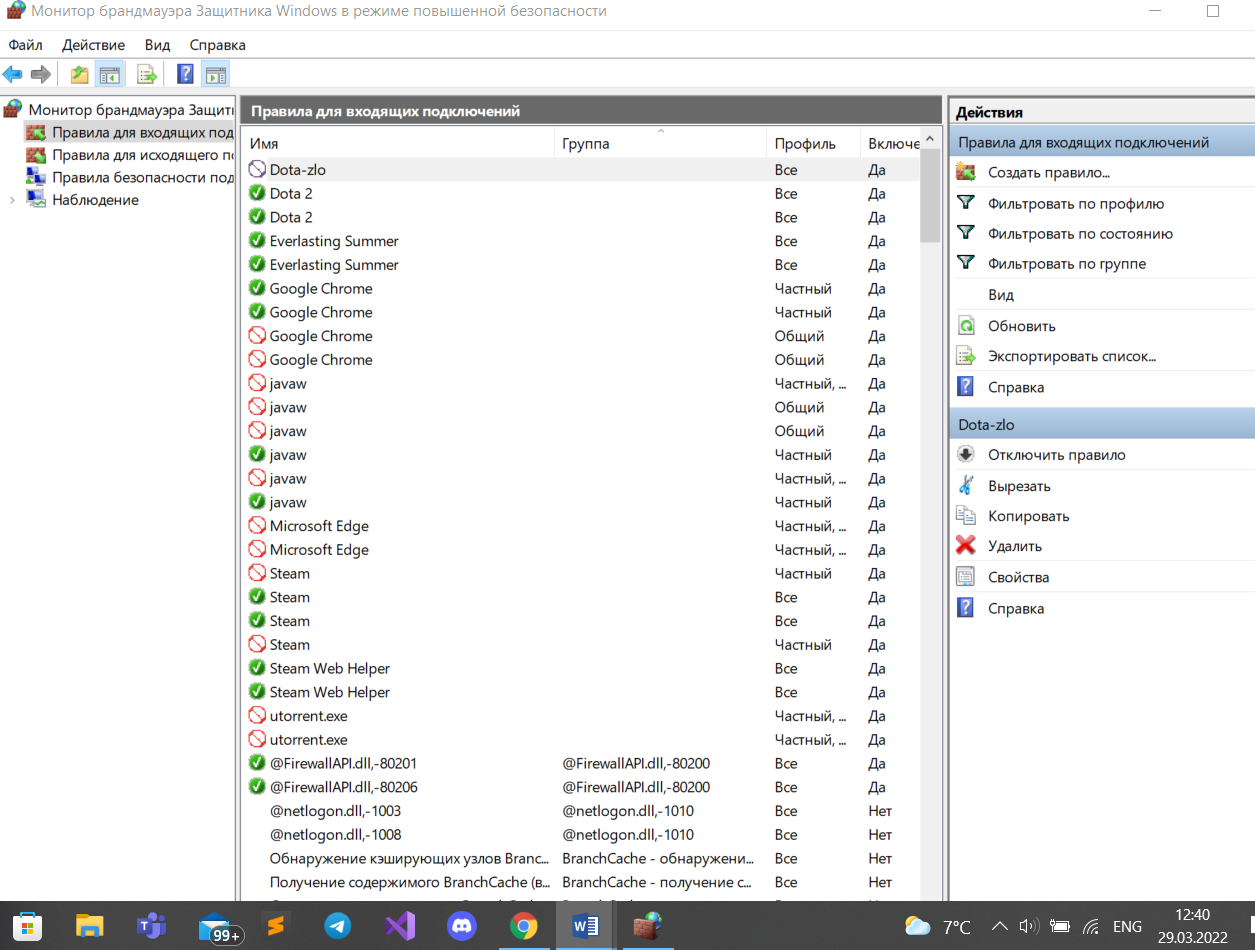 Монитор брандмауэра Защитника Windows в режиме повышенной безопасности
Файл Действие Вид Справка
Монитор брандмауэра Защит
Правила для входящих под
Правила для исходящего п
Правила безопасности под
Наблюдение
Правила для входящих подключений
Имя Группа Профиль Включе
Dota-zlo Все Да
Dota 2 Все Да
Dota 2 Все Да
Everlasting Summer Все Да
Everlasting Summer Все Да
Google Chrome Частный Да
Google Chrome Частный Да
Google Chrome Общий Да
Google Chrome Общий Да
javaw Частный, ... Да
javaw Общий Да
javaw Общий Да
javaw Частный Да
javaw Частный, ... Да
javaw Частный Да
Microsoft Edge Частный, ... Да
Microsoft Edge Частный, ... Да
Steam Частный Да
Steam Все Да
Steam Все Да
Steam Частный Да
Steam Web Helper Все Да
Steam Web Helper Все Да
utorrent.exe Частный, ... Да
utorrent.exe Частный, ... Да
@FirewallAPI.dll,-80201 @FirewallAPI.dll,-80200 Все Да
@FirewallAPI.dll,-80206 @FirewallAPI.dll,-80200 Все Да
@netlogon.dll,-1003 @netlogon.dll,-1010 Все Нет
@netlogon.dll,-1008 @netlogon.dll,-1010 Все Нет
Обнаружение кэширующих узлов Branc... BranchCache - обнаружени... Все Нет
Получение содержимого BranchCache (в... BranchCache - получение с... Все Нет
Действия
Правила для входящих подключений
Создать правило...
Фильтровать по профилю
Фильтровать по состоянию
Фильтровать по группе
Вид
Обновить
Экспортировать список...
Справка
Dota-zlo
Отключить правило
Вырезать
Копировать
Удалить
Свойства
Справка
99+
7°C
ENG
12:40
29.03.2022